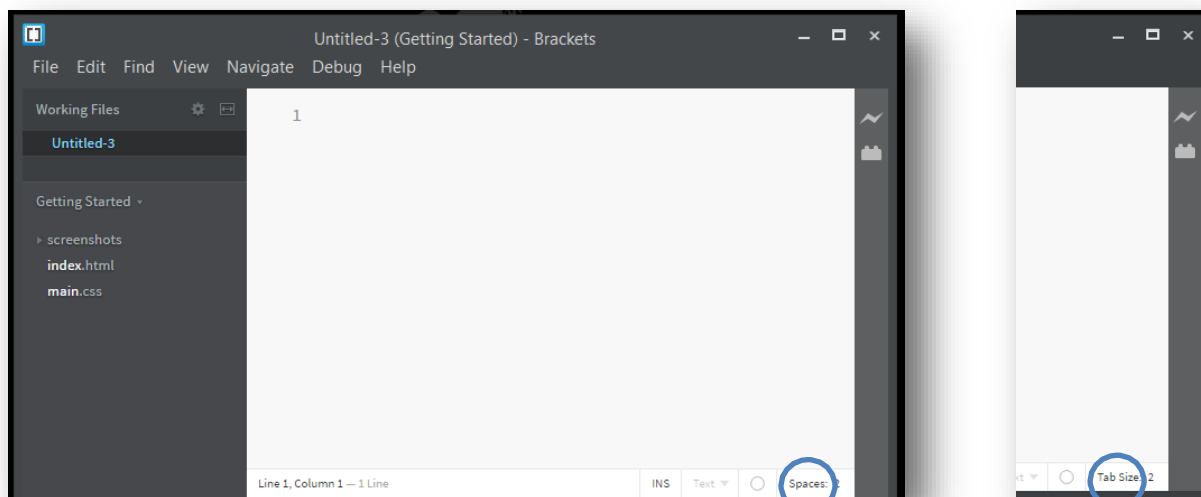 Untitled-3 (Getting Started) - Brackets
File Edit Find View Navigate Debug Help
Working Files
Untitled-3
1
Getting Started
screenshots
index.html
main.css
Line 1, Column 1 — 1 Line
INS Text Spaces: 2
Tab Size: 2